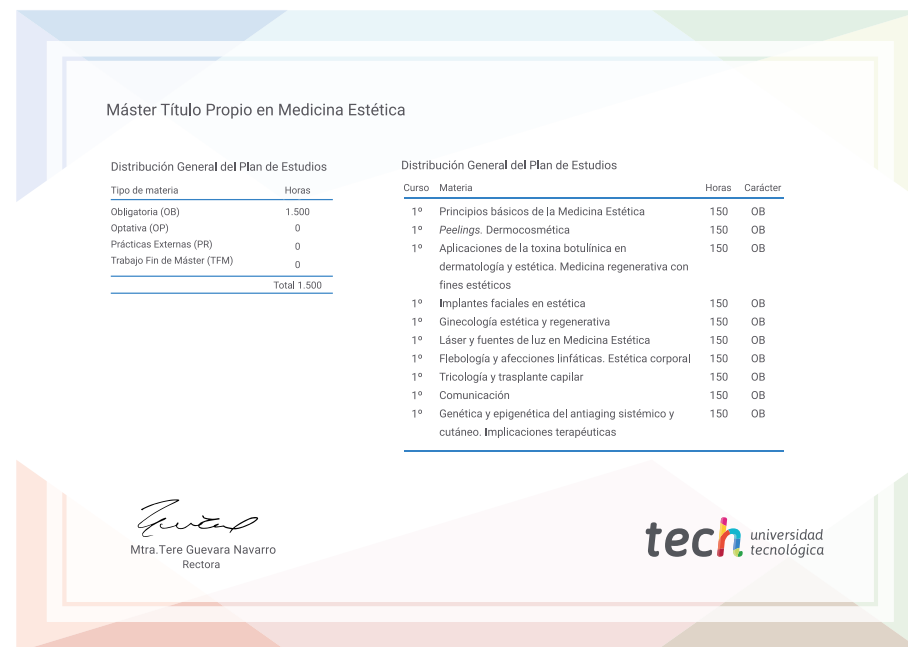 Máster Título Propio en Medicina Estética
Distribución General del Plan de Estudios
Tipo de materia Horas
Obligatoria (OB) 1.500
Optativa (OP) 0
Prácticas Externas (PR) 0
Trabajo Fin de Máster (TFM) 0
Total 1.500
Distribución General del Plan de Estudios
Curso Materia Horas Carácter
1º Principios básicos de la Medicina Estética 150 OB
1º Peelings. Dermocosmética 150 OB
1º Aplicaciones de la toxina botulínica en 150 OB
dermatología y estética. Medicina regenerativa con
fines estéticos
1º Implantes faciales en estética 150 OB
1º Ginecología estética y regenerativa 150 OB
1º Láser y fuentes de luz en Medicina Estética 150 OB
1º Flebología y afecciones linfáticas. Estética corporal 150 OB
1º Tricología y trasplante capilar 150 OB
1º Comunicación 150 OB
1º Genética y epigenética del antiaging sistémico y 150 OB
cutáneo. Implicaciones terapéuticas
Mtra.Tere Guevara Navarro
Rectora
tech universidad
tecnológica